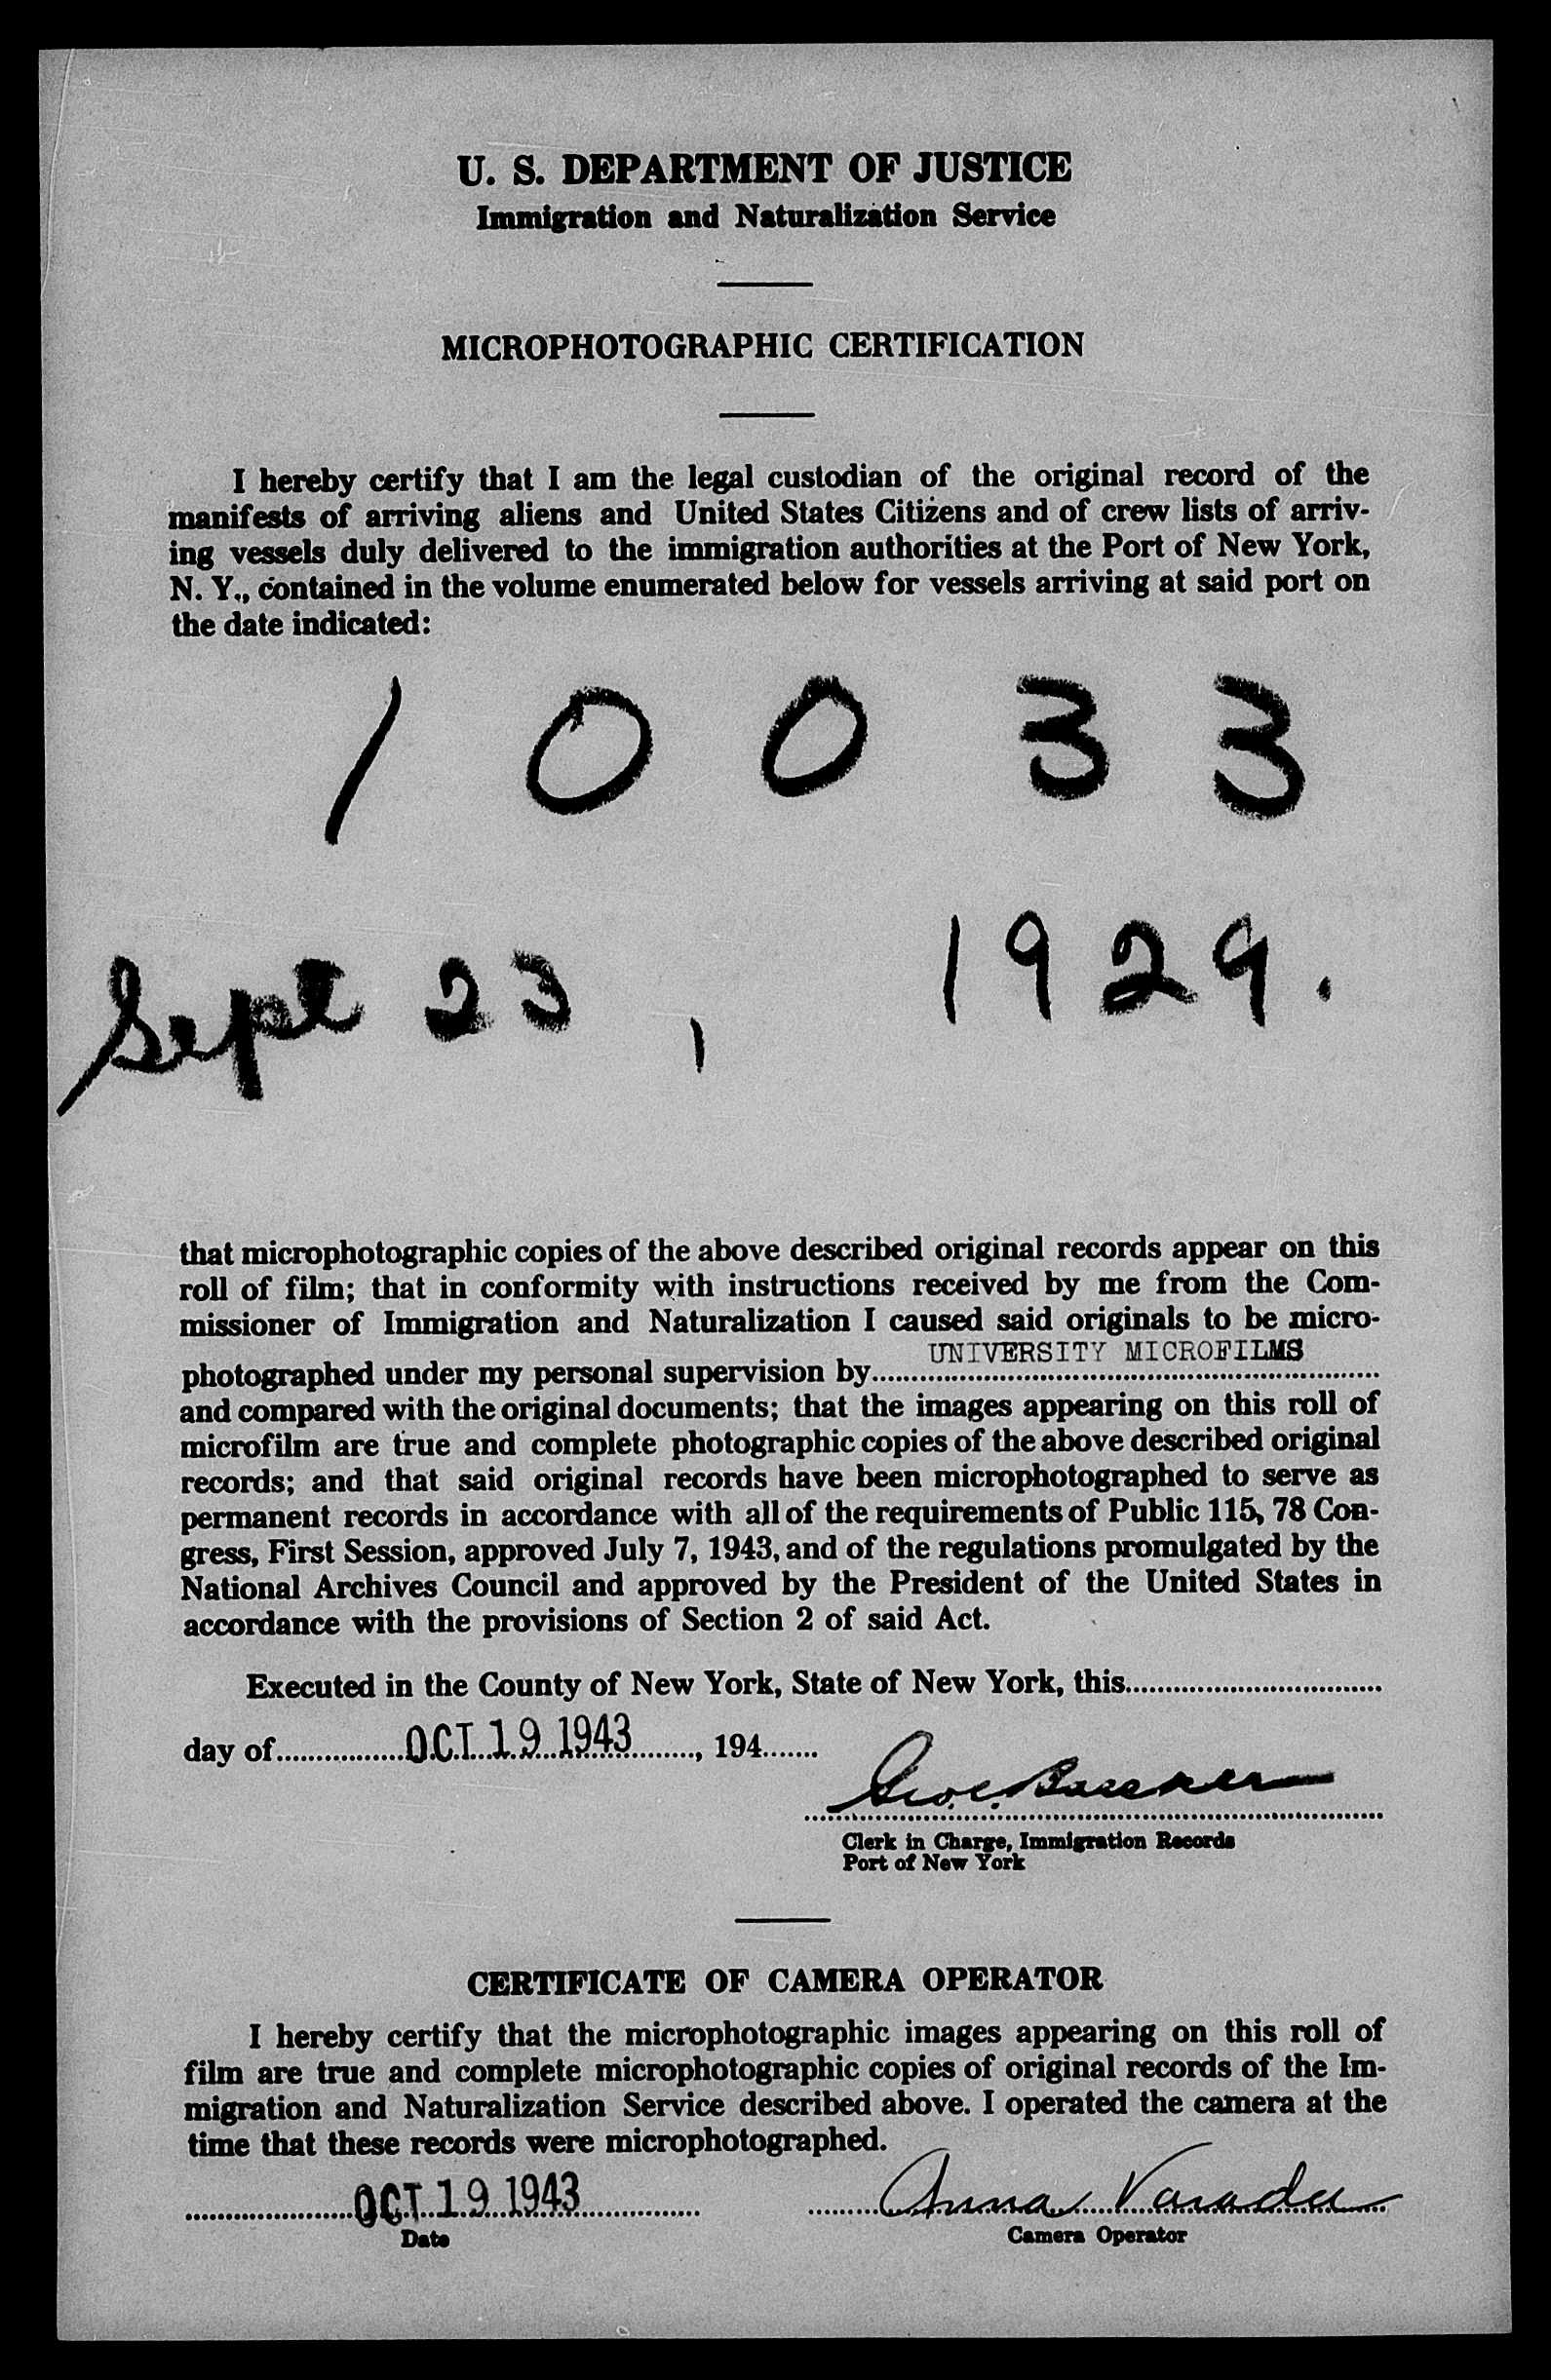 U. S. DEPARTMENT OF JUSTICE
Immigration and Naturalization Service
MICROPHOTOGRAPHIC CERTIFICATION
I hereby certify that I am the legal custodian of the original record of the
manifests of arriving aliens and United States Citizens and of crew lists of arriv-
ing vessels duly delivered to the immigration authorities at the Port of New York,
N. Y., contained in the volume enumerated below for vessels arriving at said port on
the date indicated:
1 0 0 3 3
Sept 23, 1929.
that microphotographic copies of the above described original records appear on this
roll of film; that in conformity with instructions received by me from the Com-
missioner of Immigration and Naturalization I caused said originals to be micro-
photographed under my personal supervision by UNIVERSITY MICROFILMS
and compared with the original documents; that the images appearing on this roll of
microfilm are true and complete photographic copies of the above described original
records; and that said original records have been microphotographed to serve as
permanent records in accordance with all of the requirements of Public 115, 78 Con-
gress, First Session, approved July 7, 1943, and of the regulations promulgated by the
National Archives Council and approved by the President of the United States in
accordance with the provisions of Section 2 of said Act.
Executed in the County of New York, State of New York, this
day of OCT 19 1943, 194
Clerk in Charge, Immigration Records
Port of New York
CERTIFICATE OF CAMERA OPERATOR
I hereby certify that the microphotographic images appearing on this roll of
film are true and complete microphotographic copies of original records of the Im-
migration and Naturalization Service described above. I operated the camera at the
time that these records were microphotographed.
OCT 19 1943 Anna
Date Camera Operator